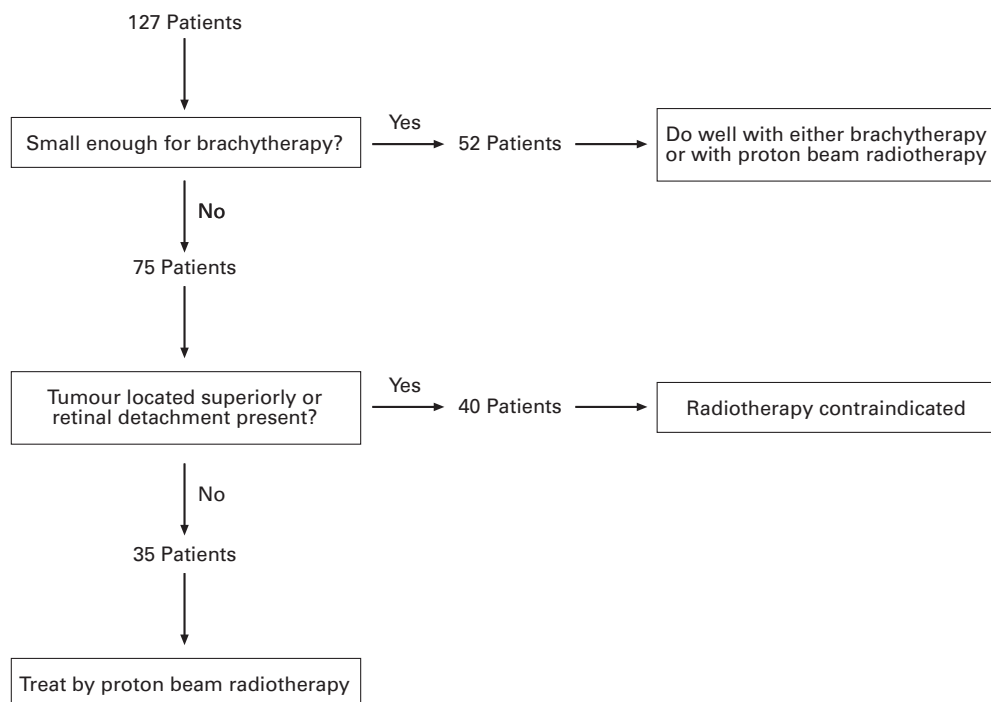 127 Patients
Small enough for brachytherapy?
Yes
52 Patients
Do well with either brachytherapy
or with proton beam radiotherapy
No
75 Patients
Tumour located superiorly or
retinal detachment present?
Yes
40 Patients
Radiotherapy contraindicated
No
35 Patients
Treat by proton beam radiotherapy